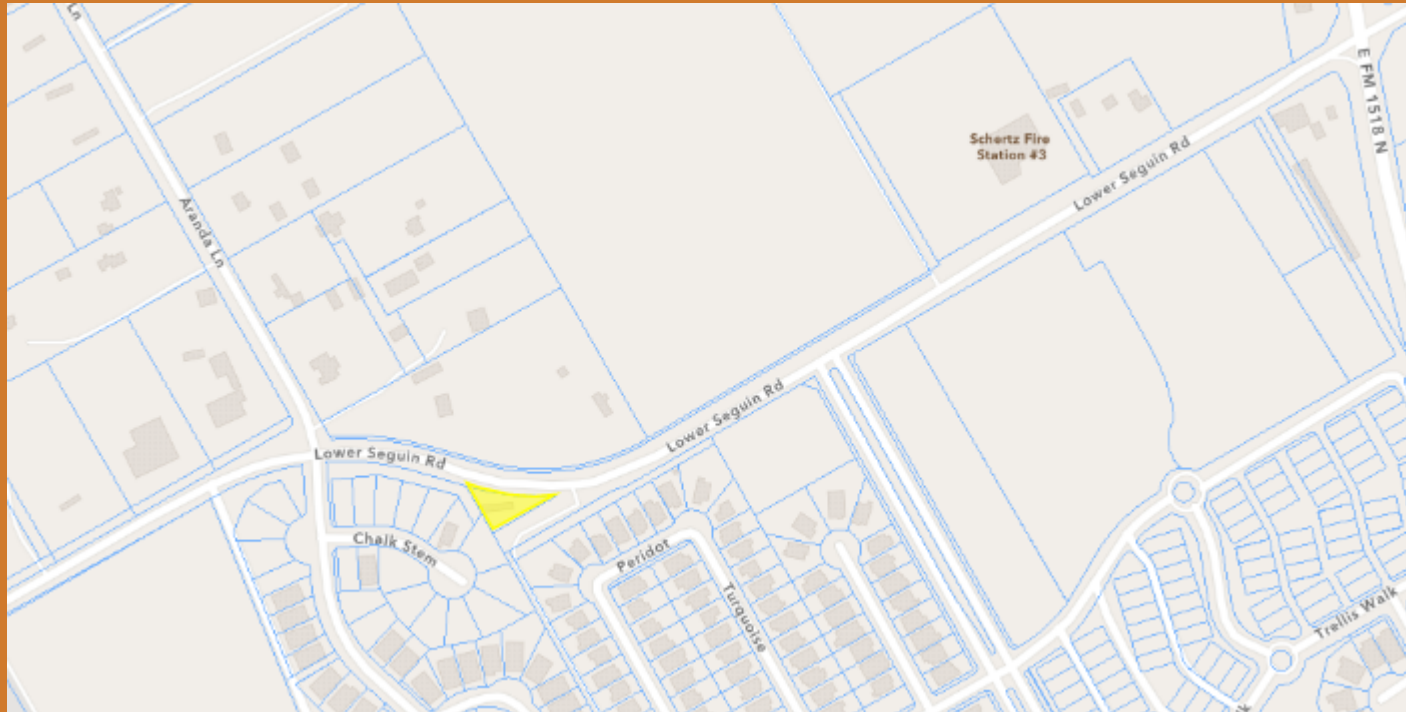 Ln
E FM 1518 N
Schertz Fire
Station #3
Lower Seguin Rd
Aranda Ln
Lower Seguin Rd
Lower Seguin Rd
Chalk Stem
Peridot
Turquoise
Trellis Walk